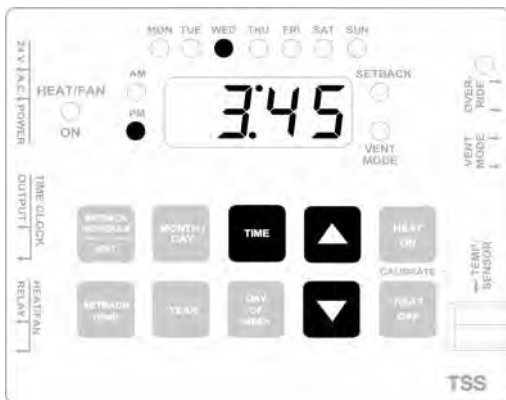 MON TUE WED THU FRI SAT SUN
24 V. A.C. POWER
HEAT/FAN
ON
AM
PM
3:45
SETBACK
VENT
MODE
OVER-
RIDE
VENT
MODE
TIME CLOCK
OUTPUT
HEAT/FAN
RELAY
MONTH /
DAY
TIME
HEAT
ON
CALIBRATE
SETBACK
TEMP
YEAR
DAY
OF
WEEK
HEAT
OFF
TEMP.
SENSOR
TSS